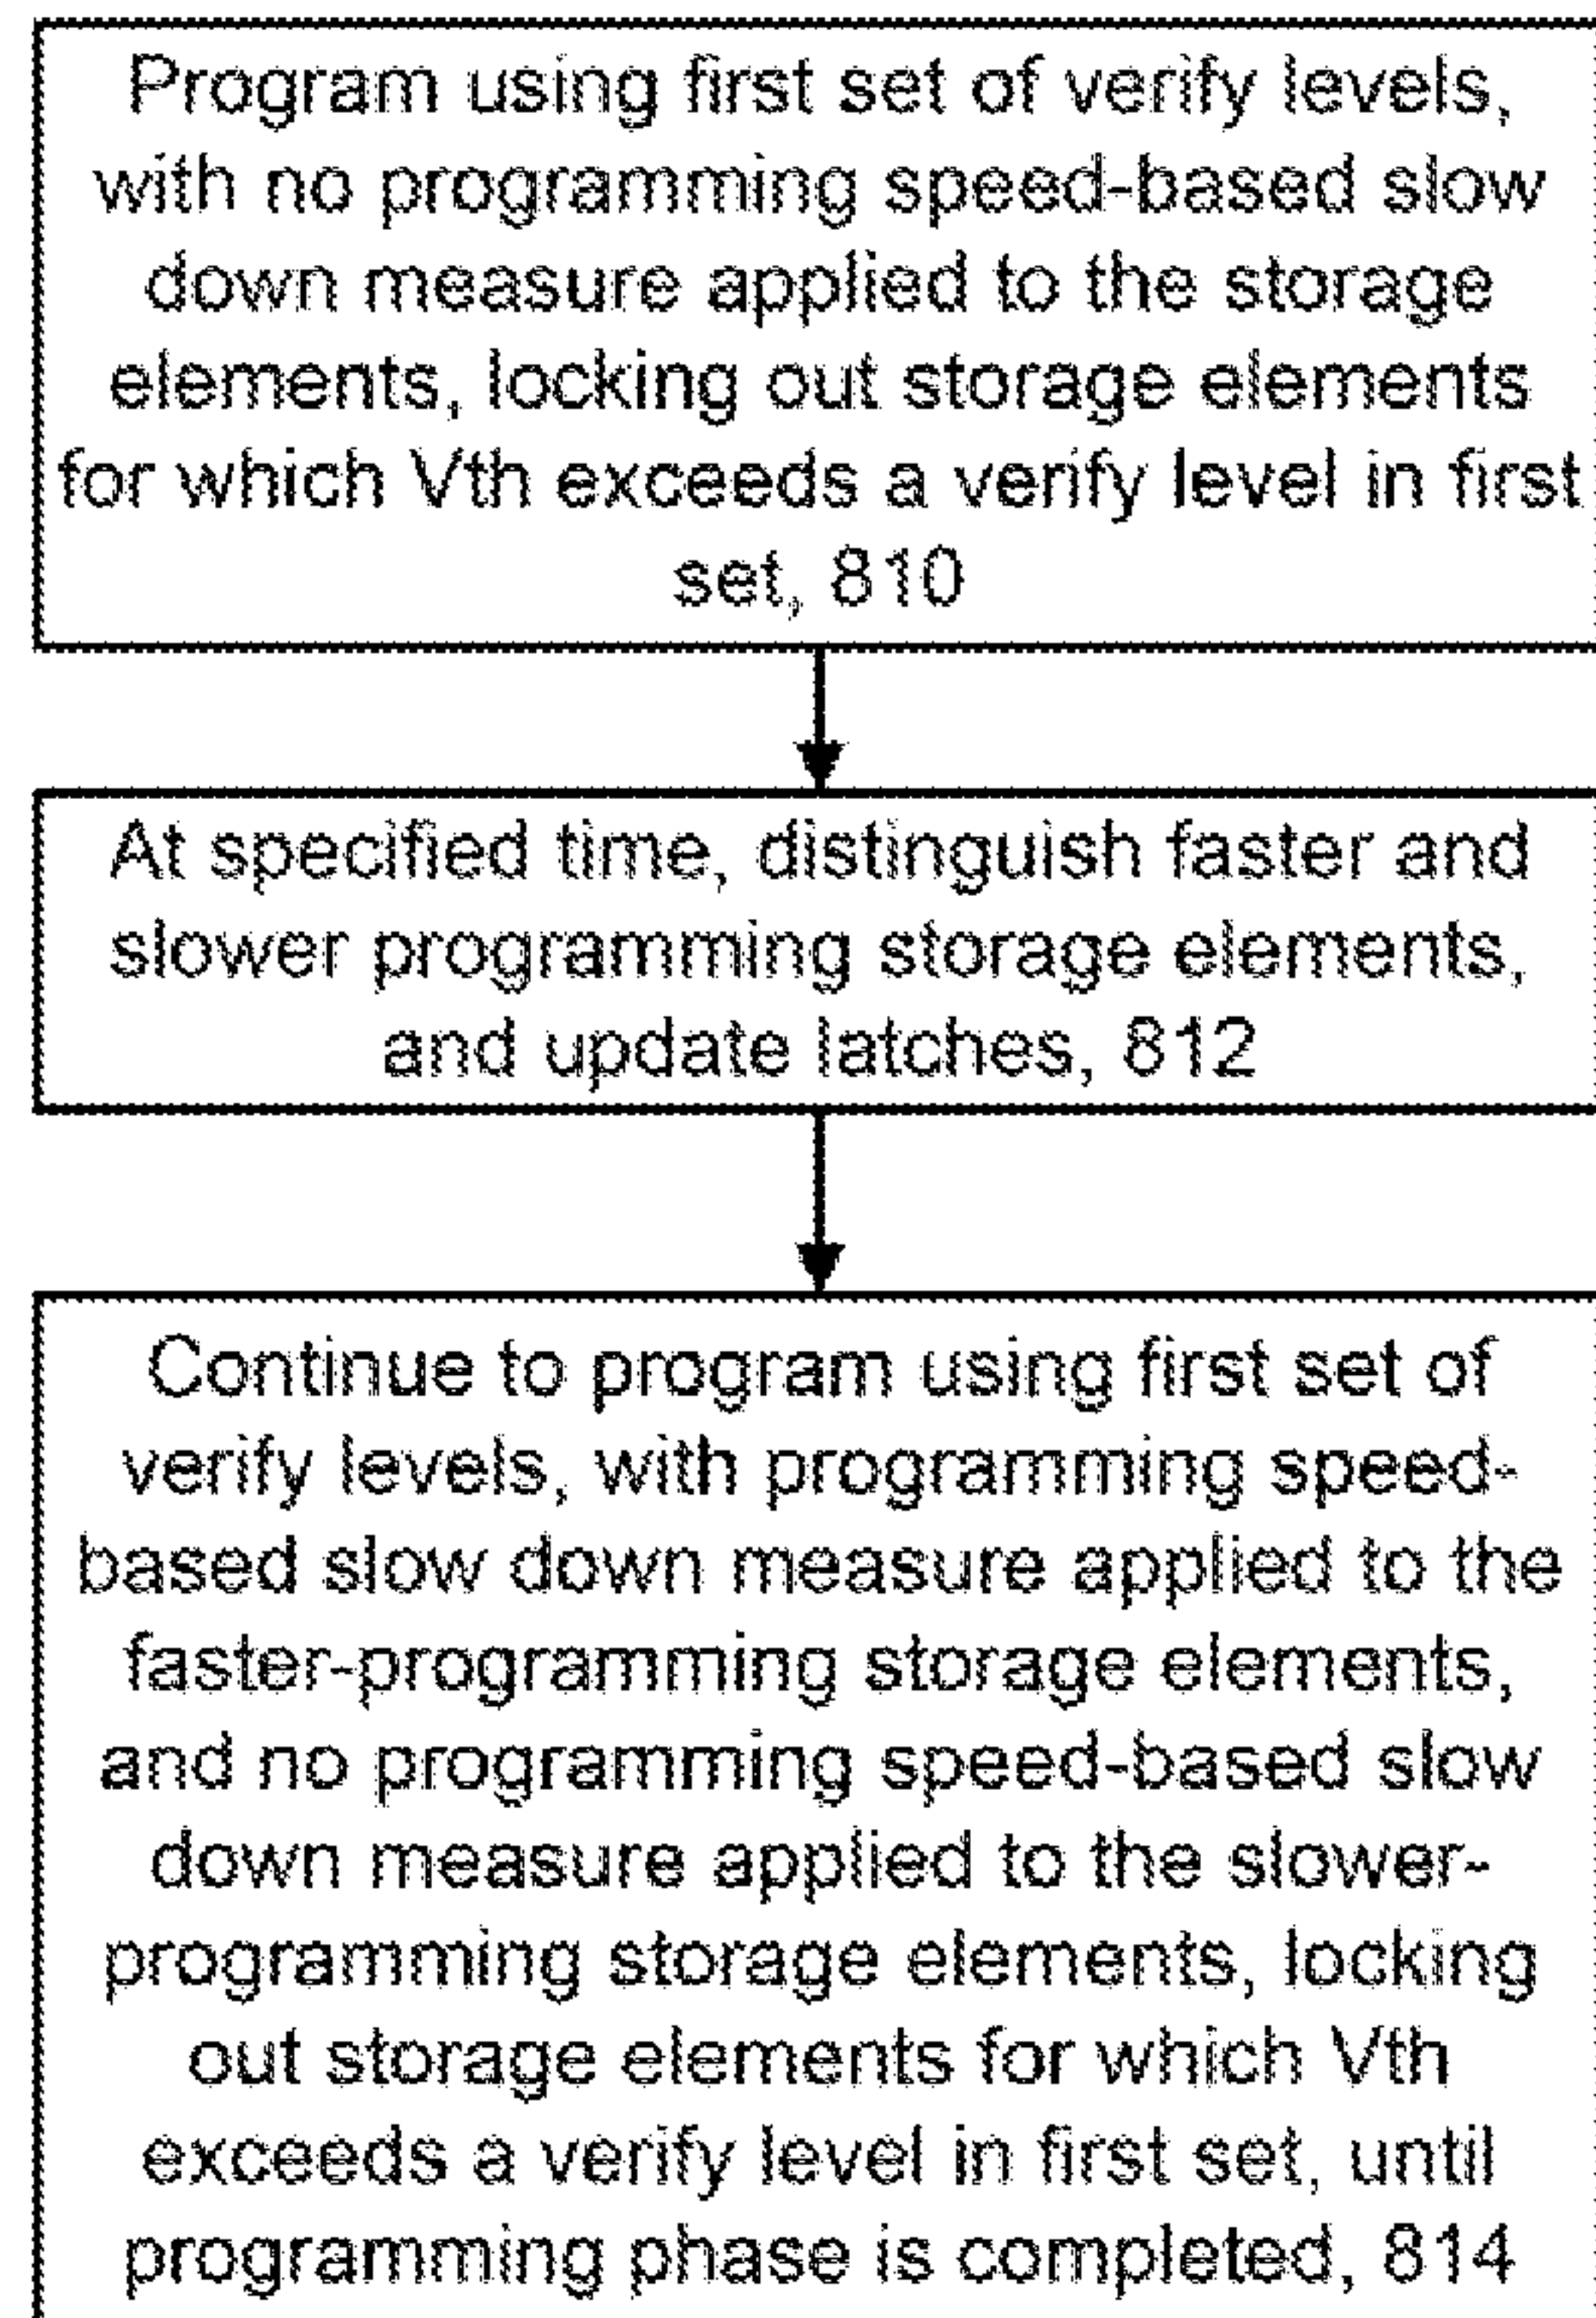 Program using first set of verify levels,
with no programming speed-based slow
down measure applied to the storage
elements, locking out storage elements
for which Vth exceeds a verify level in first
set, 810
At specified time, distinguish faster and
slower programming storage elements,
and update latches, 812
Continue to program using first set of
verify levels, with programming speed-
based slow down measure applied to the
faster-programming storage elements,
and no programming speed-based slow
down measure applied to the slower-
programming storage elements, locking
out storage elements for which Vth
exceeds a verify level in first set, until
programming phase is completed, 814